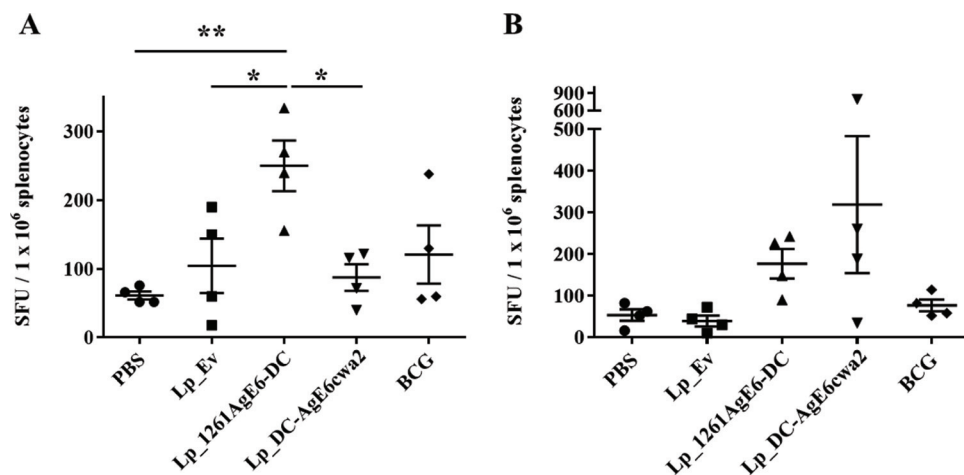 A
**
*
*
SFU / 1 x 10⁶ splenocytes
300
200
100
0
PBS
Lp_Ev
Lp_1261AgE6-DC
Lp_DC-AgE6cwa2
BCG
B
SFU / 1 x 10⁶ splenocytes
900
600
500
400
300
200
100
0
PBS
Lp_Ev
Lp_1261AgE6-DC
Lp_DC-AgE6cwa2
BCG